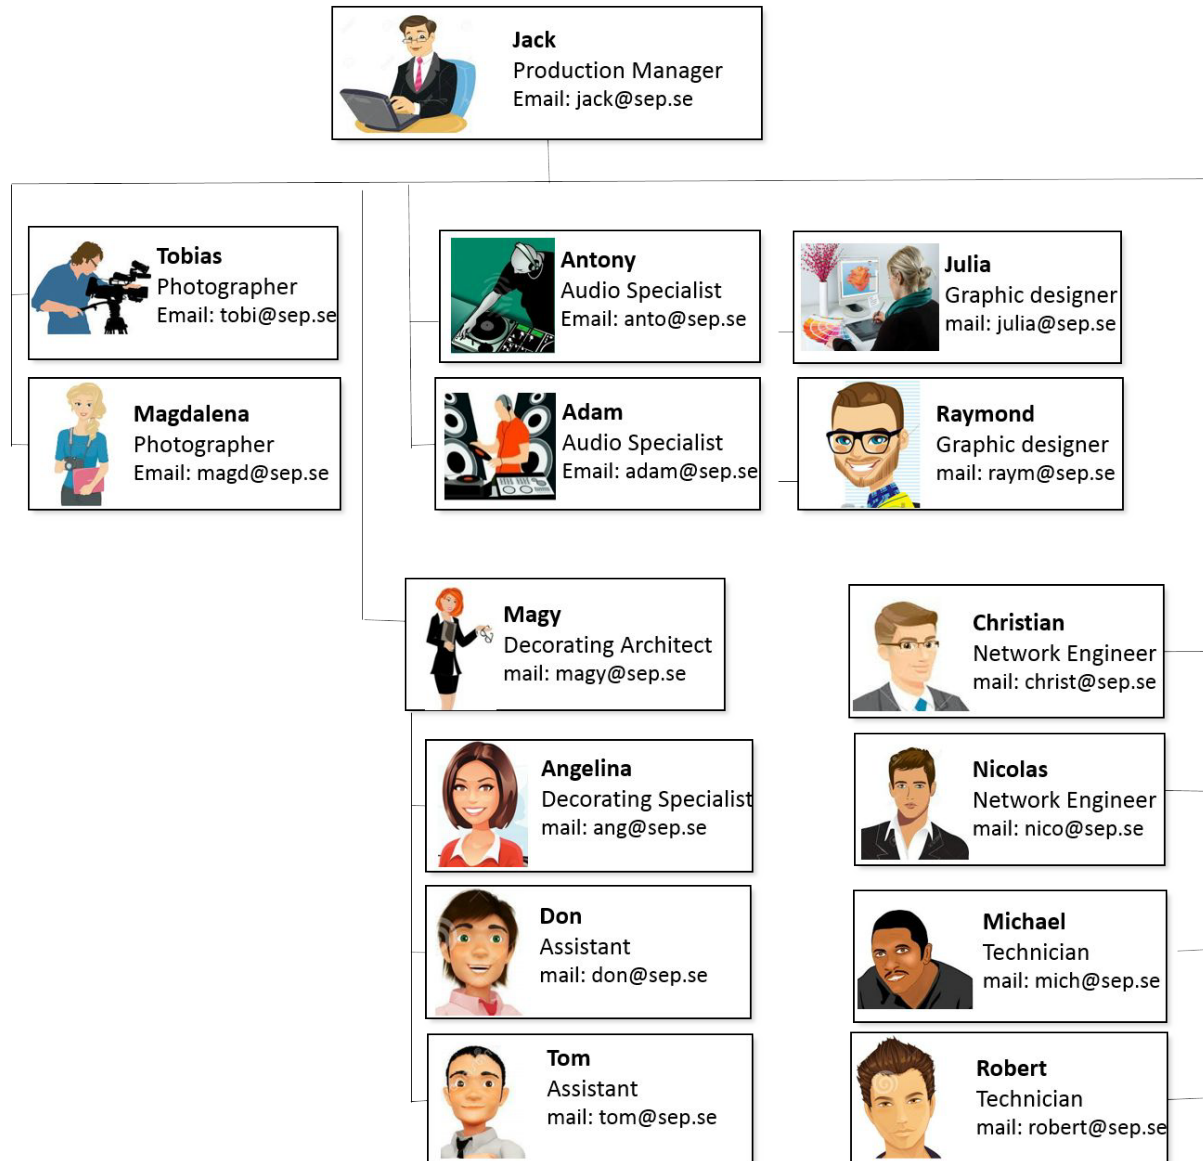 Jack
Production Manager
Email: jack@sep.se
Tobias
Photographer
Email: tobi@sep.se
Antony
Audio Specialist
Email: anto@sep.se
Julia
Graphic designer
mail: julia@sep.se
Magdalena
Photographer
Email: magd@sep.se
Adam
Audio Specialist
Email: adam@sep.se
Raymond
Graphic designer
mail: raym@sep.se
Magy
Decorating Architect
mail: magy@sep.se
Christian
Network Engineer
mail: christ@sep.se
Angelina
Decorating Specialist
mail: ang@sep.se
Nicolas
Network Engineer
mail: nico@sep.se
Don
Assistant
mail: don@sep.se
Michael
Technician
mail: mich@sep.se
Tom
Assistant
mail: tom@sep.se
Robert
Technician
mail: robert@sep.se